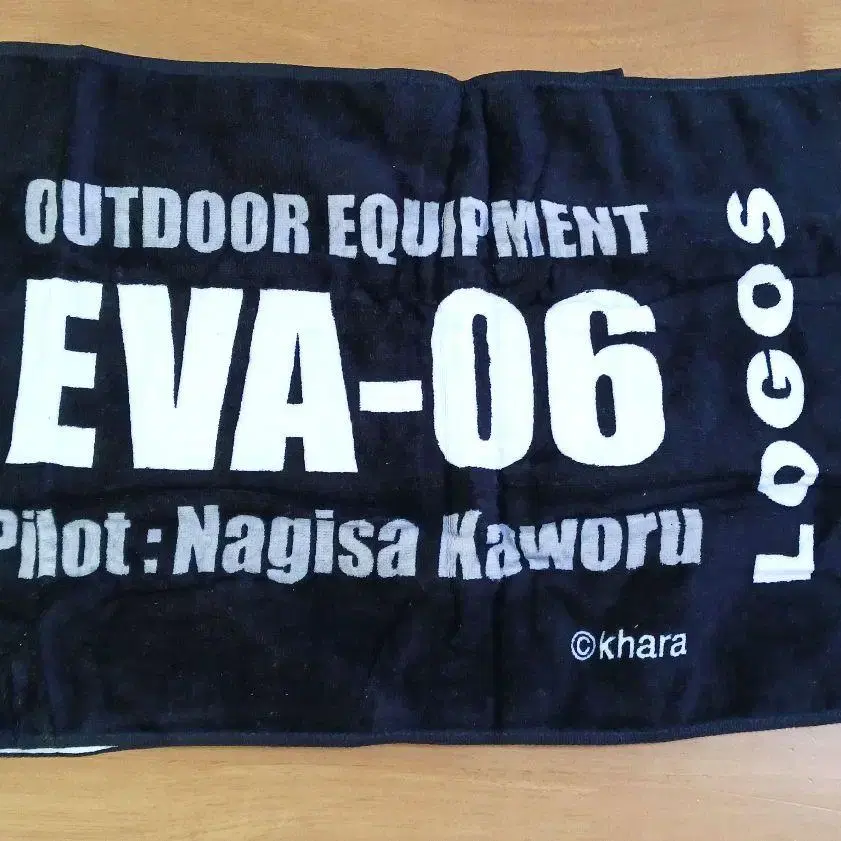 OUTDOOR EQUIPMENT
EVA-06
Pilot:Nagisa Kaworu
©khara
LOGOS